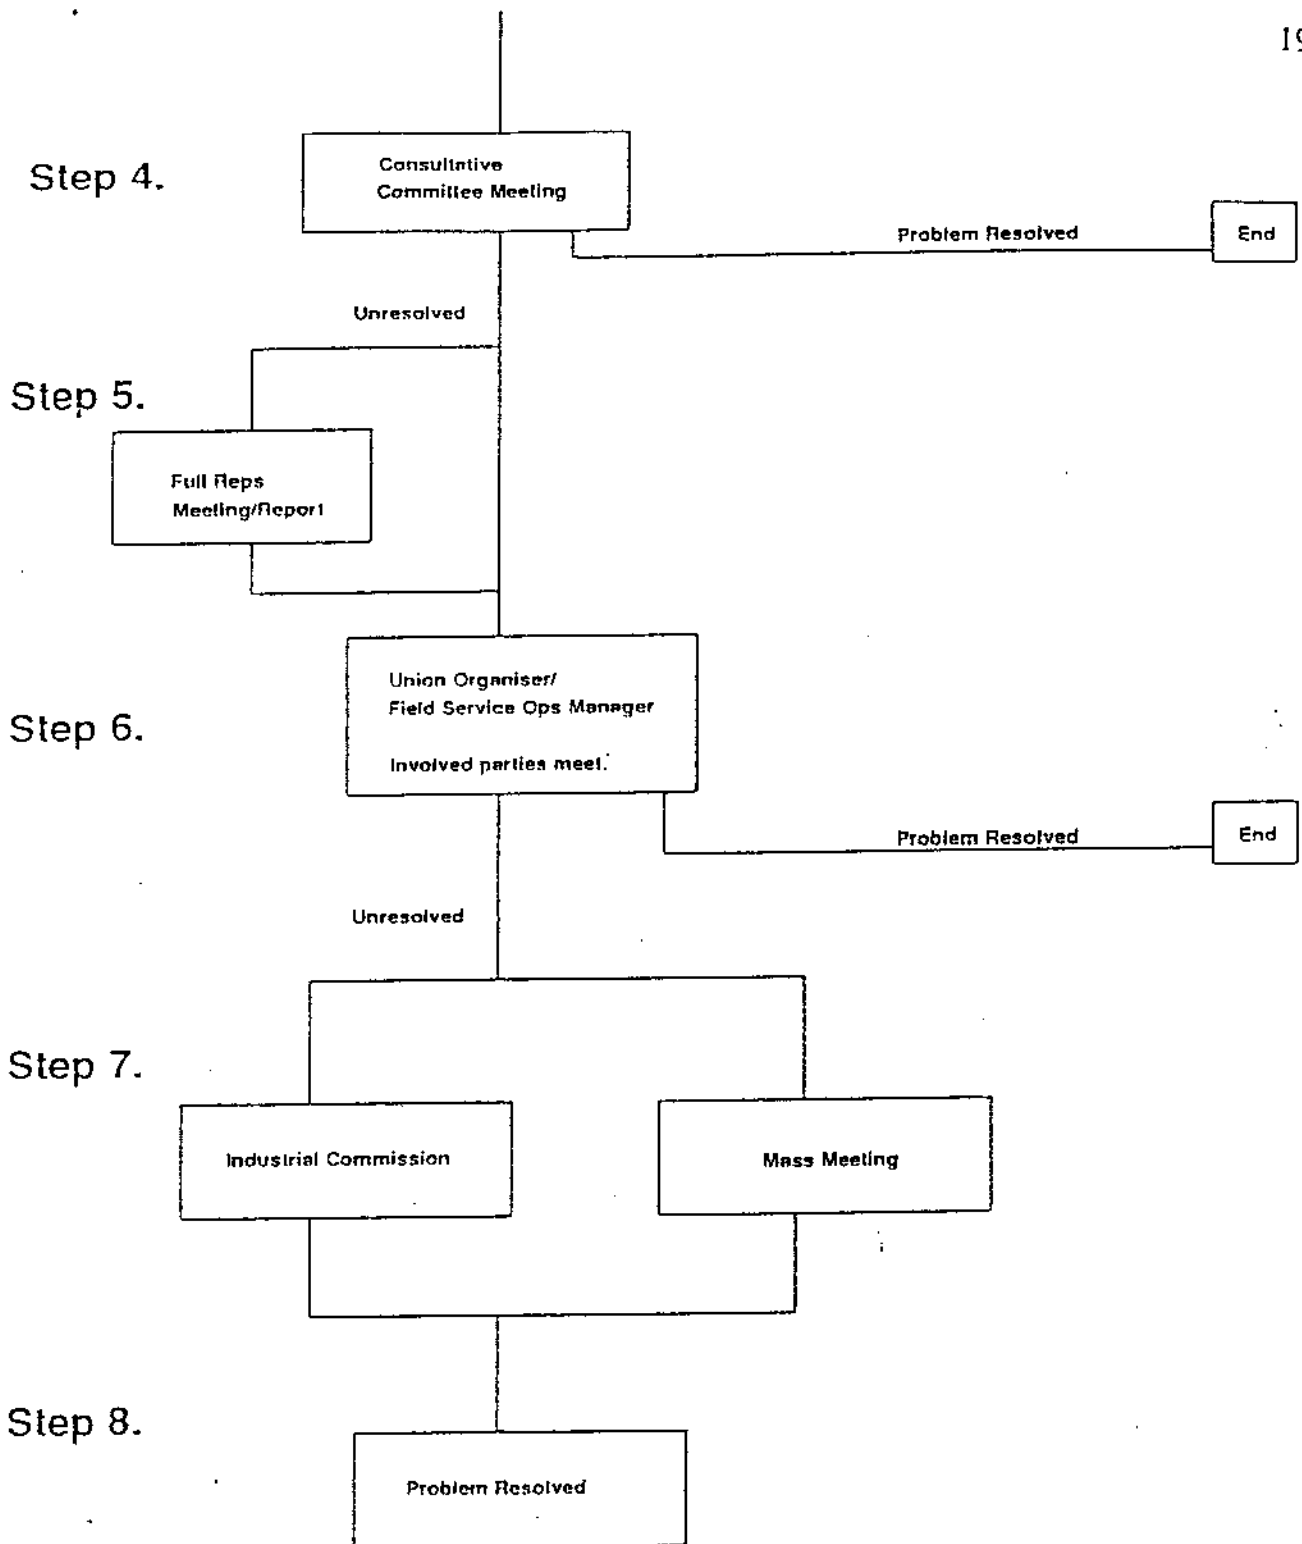 19
Step 4.
Consultative
Committee Meeting
Problem Resolved
End
Unresolved
Step 5.
Full Reps
Meeting/Report
Step 6.
Union Organiser/
Field Service Ops Manager
Involved parties meet.
Problem Resolved
End
Unresolved
Step 7.
Industrial Commission
Mass Meeting
Step 8.
Problem Resolved